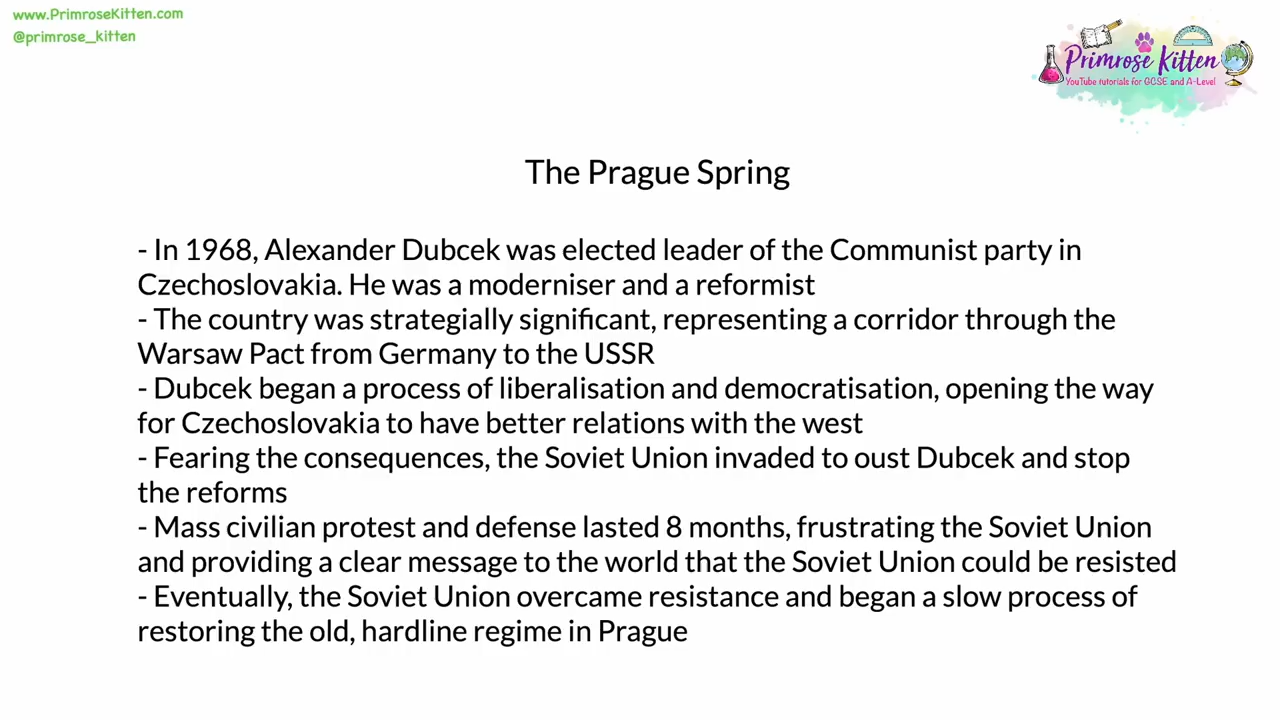 www.PrimroseKitten.com
@primrose_kitten
Primrose Kitten
YouTube tutorials for GCSE and A-Level
The Prague Spring
- In 1968, Alexander Dubcek was elected leader of the Communist party in
Czechoslovakia. He was a moderniser and a reformist
- The country was strategially significant, representing a corridor through the
Warsaw Pact from Germany to the USSR
- Dubcek began a process of liberalisation and democratisation, opening the way
for Czechoslovakia to have better relations with the west
- Fearing the consequences, the Soviet Union invaded to oust Dubcek and stop
the reforms
- Mass civilian protest and defense lasted 8 months, frustrating the Soviet Union
and providing a clear message to the world that the Soviet Union could be resisted
- Eventually, the Soviet Union overcame resistance and began a slow process of
restoring the old, hardline regime in Prague